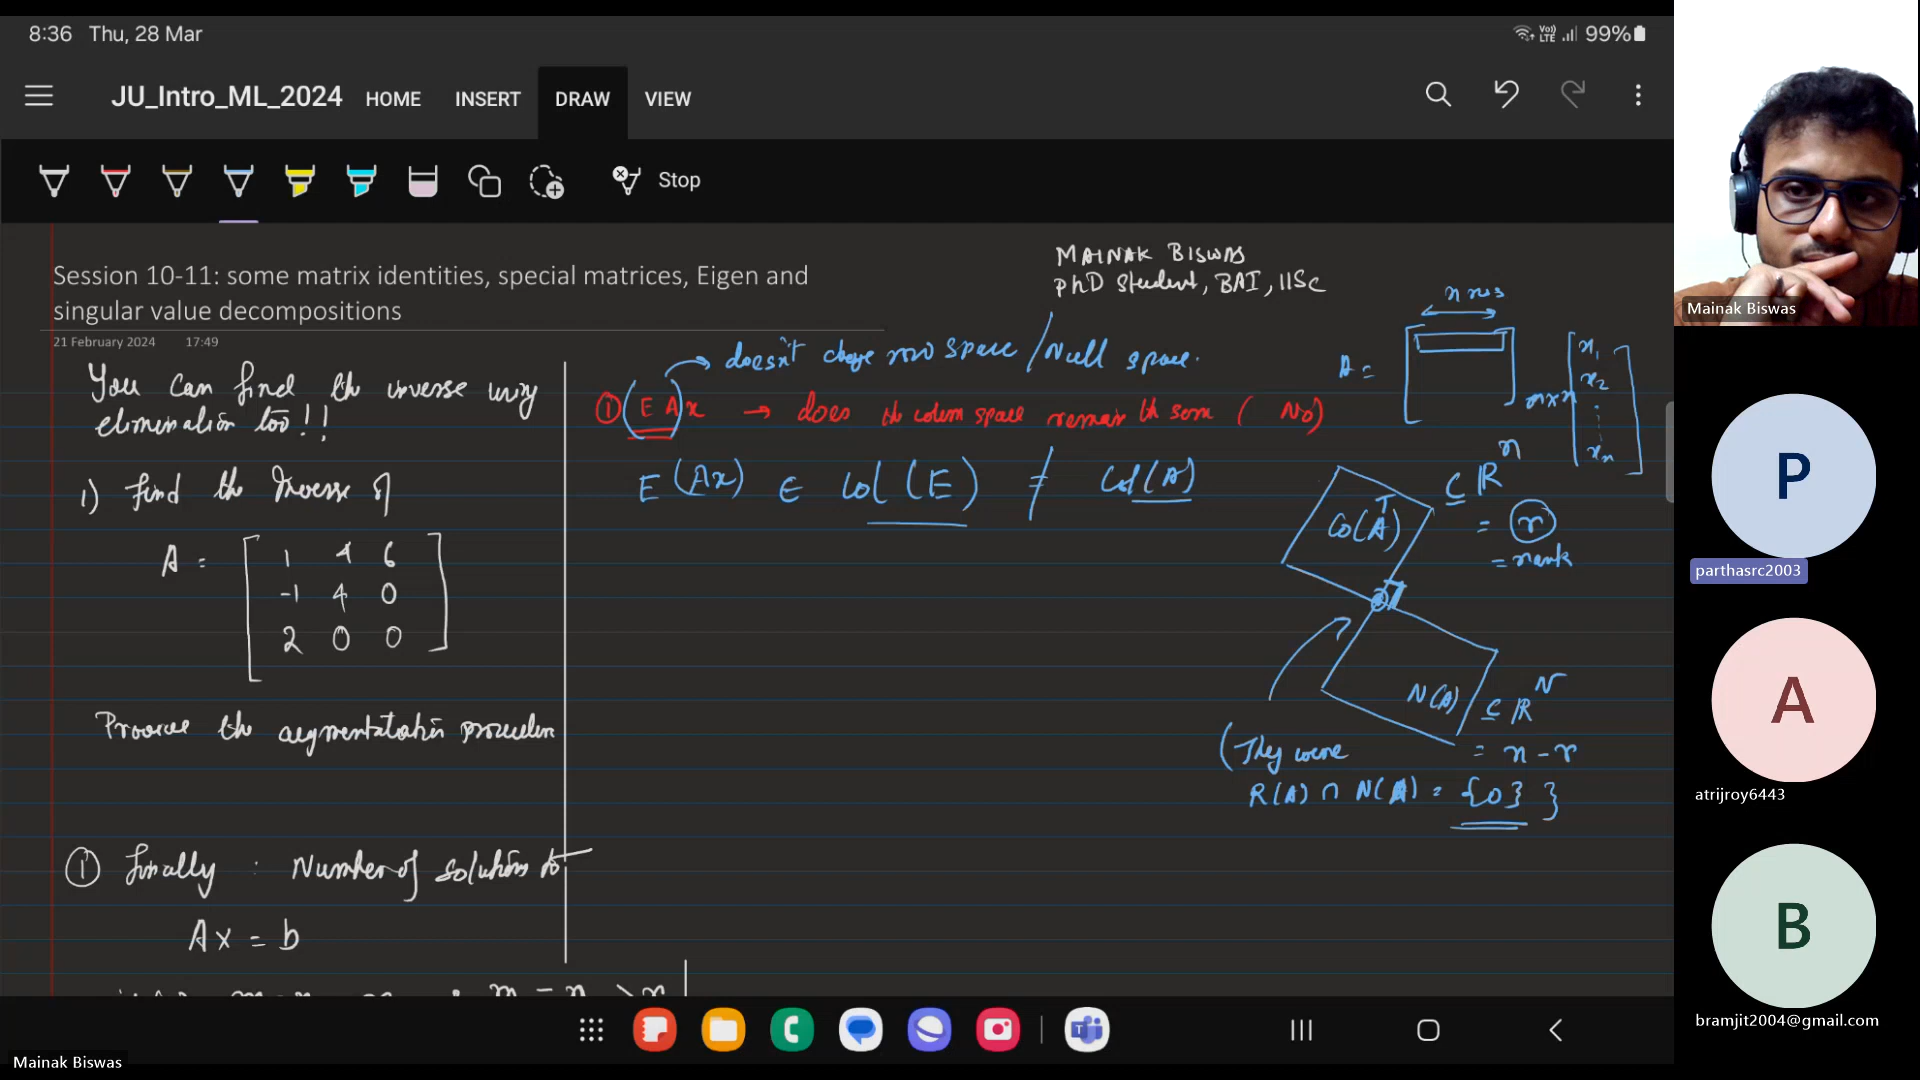 8:36 Thu, 28 Mar
99%
JU_Intro_ML_2024 HOME INSERT DRAW VIEW
Stop
Session 10-11: some matrix identities, special matrices, Eigen and
singular value decompositions
21 February 2024 17:49
You can find the inverse using
elimination too!!
1) find the Inverse of
A = [ 1 4 6
-1 4 0
2 0 0 ]
the augmentation
① finally : Number of solutions to
Ax = b
MAINAK BISWAS
PhD Student, BAI, IISc
→ doesn't change row space / Null space.
① (E A)x → does the column space remain the same ( No)
E(Ax) ∈ Col(E) ≠ Col(A)
A = m×n
x₁
x₂
xₙ
Co(Aᵀ) ⊆ ℝⁿ
= r
= rank
N(A) ⊆ ℝᴺ
= n - r
(They were
R(A) ∩ N(A) = {0} }
Mainak Biswas
P
parthasrc2003
A
atrijroy6443
B
bramjit2004@gmail.com
Mainak Biswas